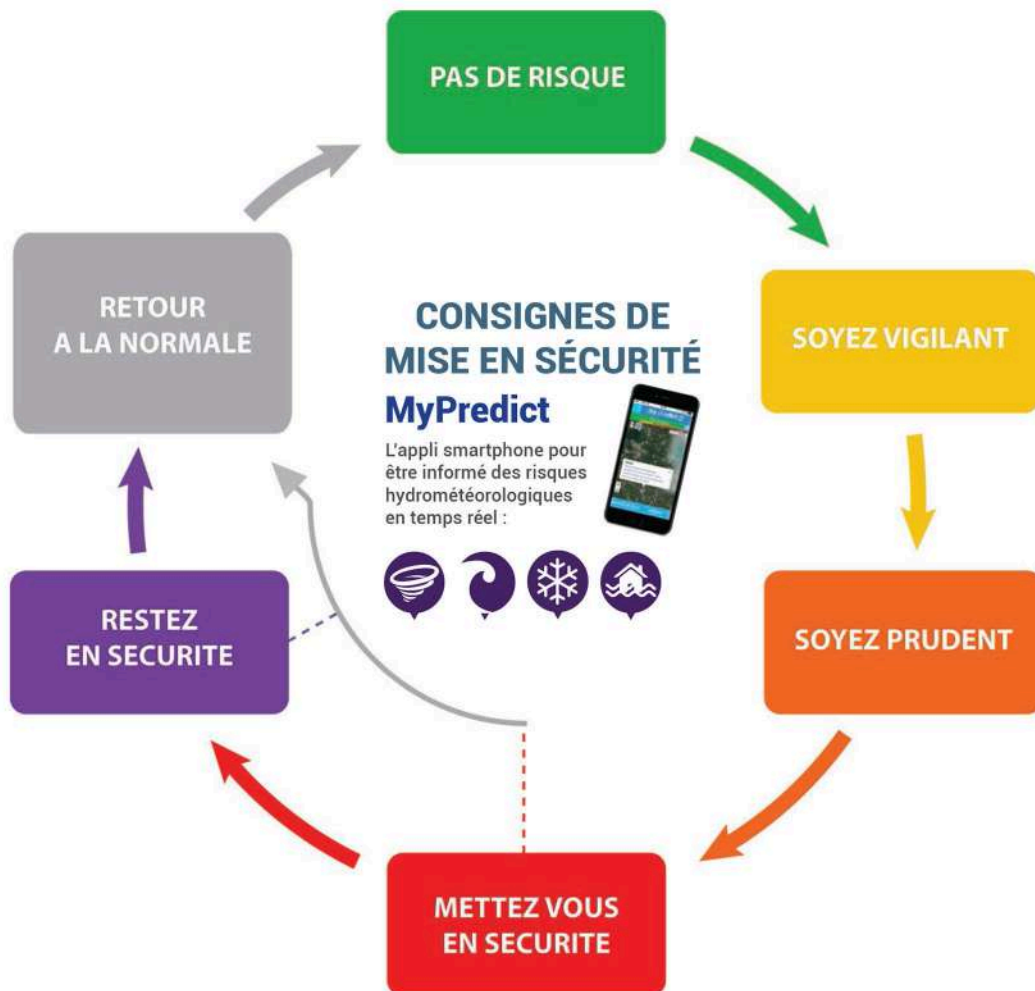 PAS DE RISQUE
SOYEZ VIGILANT
SOYEZ PRUDENT
METTEZ VOUS
EN SECURITE
RESTEZ
EN SECURITE
RETOUR
A LA NORMALE
CONSIGNES DE
MISE EN SÉCURITÉ
MyPredict
L'appli smartphone pour
être informé des risques
hydrométéorologiques
en temps réel :